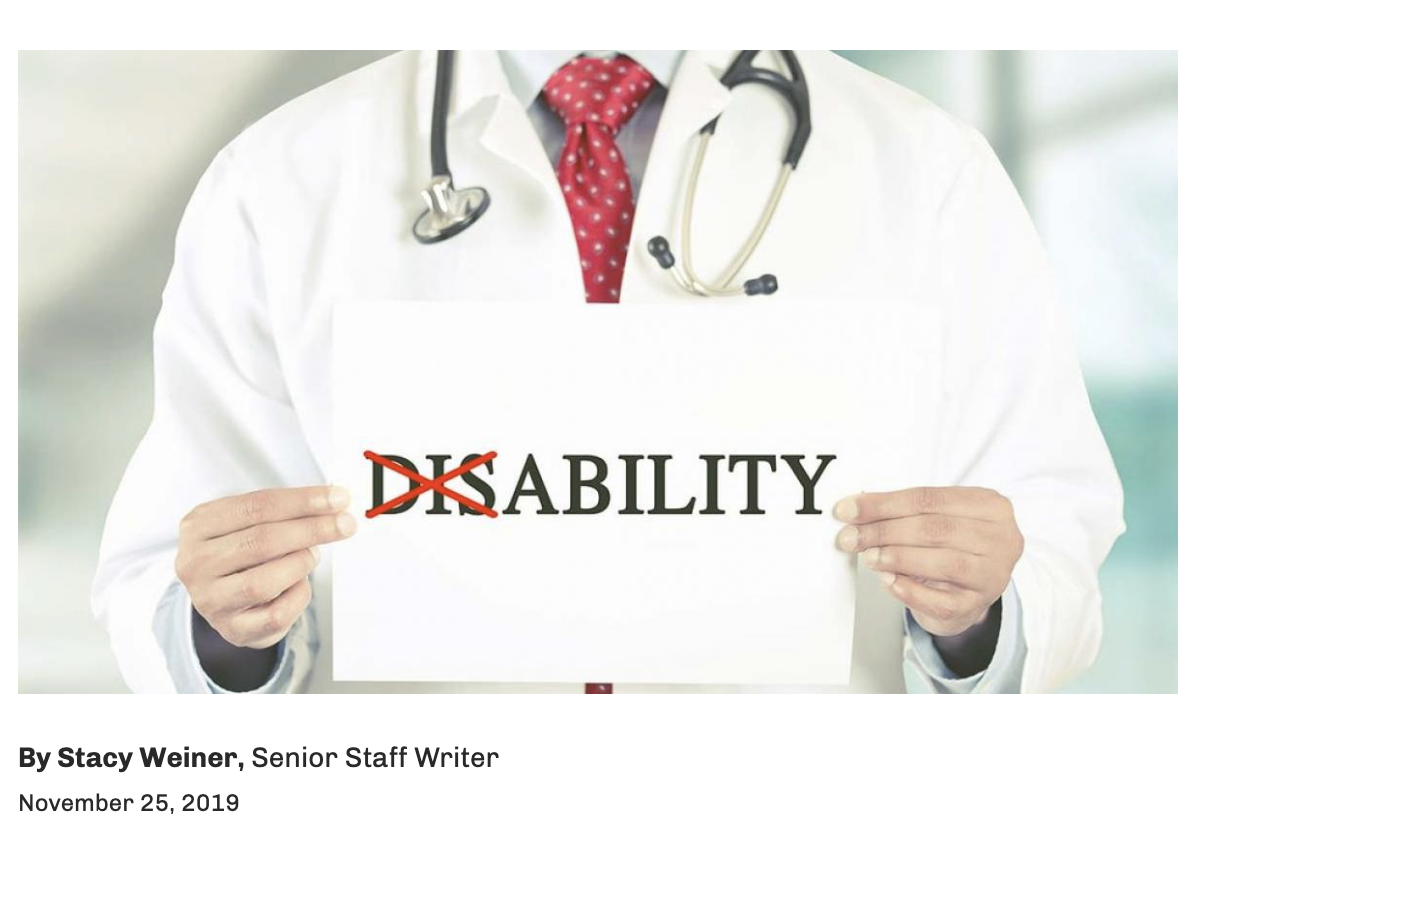 DISABILITY
By Stacy Weiner, Senior Staff Writer
November 25, 2019